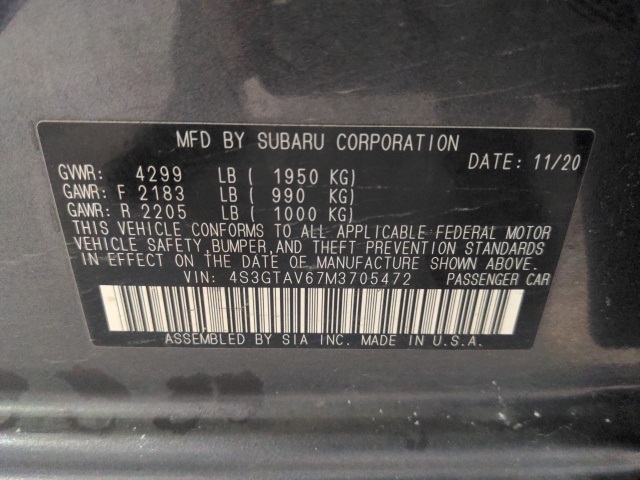 MFD BY SUBARU CORPORATION
DATE: 11/20
GVWR: 4299 LB ( 1950 KG)
GAWR: F 2183 LB ( 990 KG)
GAWR: R 2205 LB ( 1000 KG)
THIS VEHICLE CONFORMS TO ALL APPLICABLE FEDERAL MOTOR
VEHICLE SAFETY, BUMPER, AND THEFT PREVENTION STANDARDS
IN EFFECT ON THE DATE OF MANUFACTURE SHOWN ABOVE.
VIN: 4S3GTAV67M3705472 PASSENGER CAR
ASSEMBLED BY SIA INC. MADE IN U.S.A.